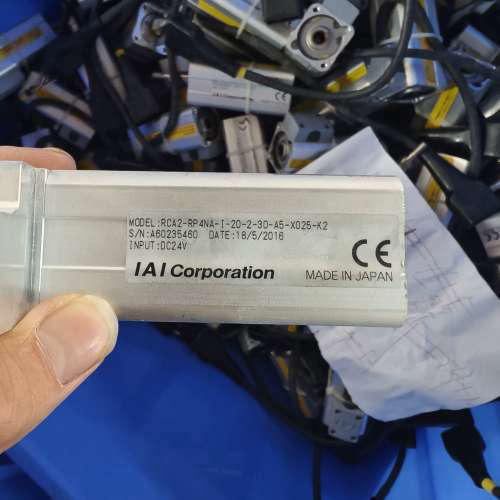 MODEL:RCA2-RP4NA-I-20-2-30-A5-X025-K2
S/N:A60235460 DATE:18/5/2016
INPUT:DC24V
CE
IAI Corporation
MADE IN JAPAN